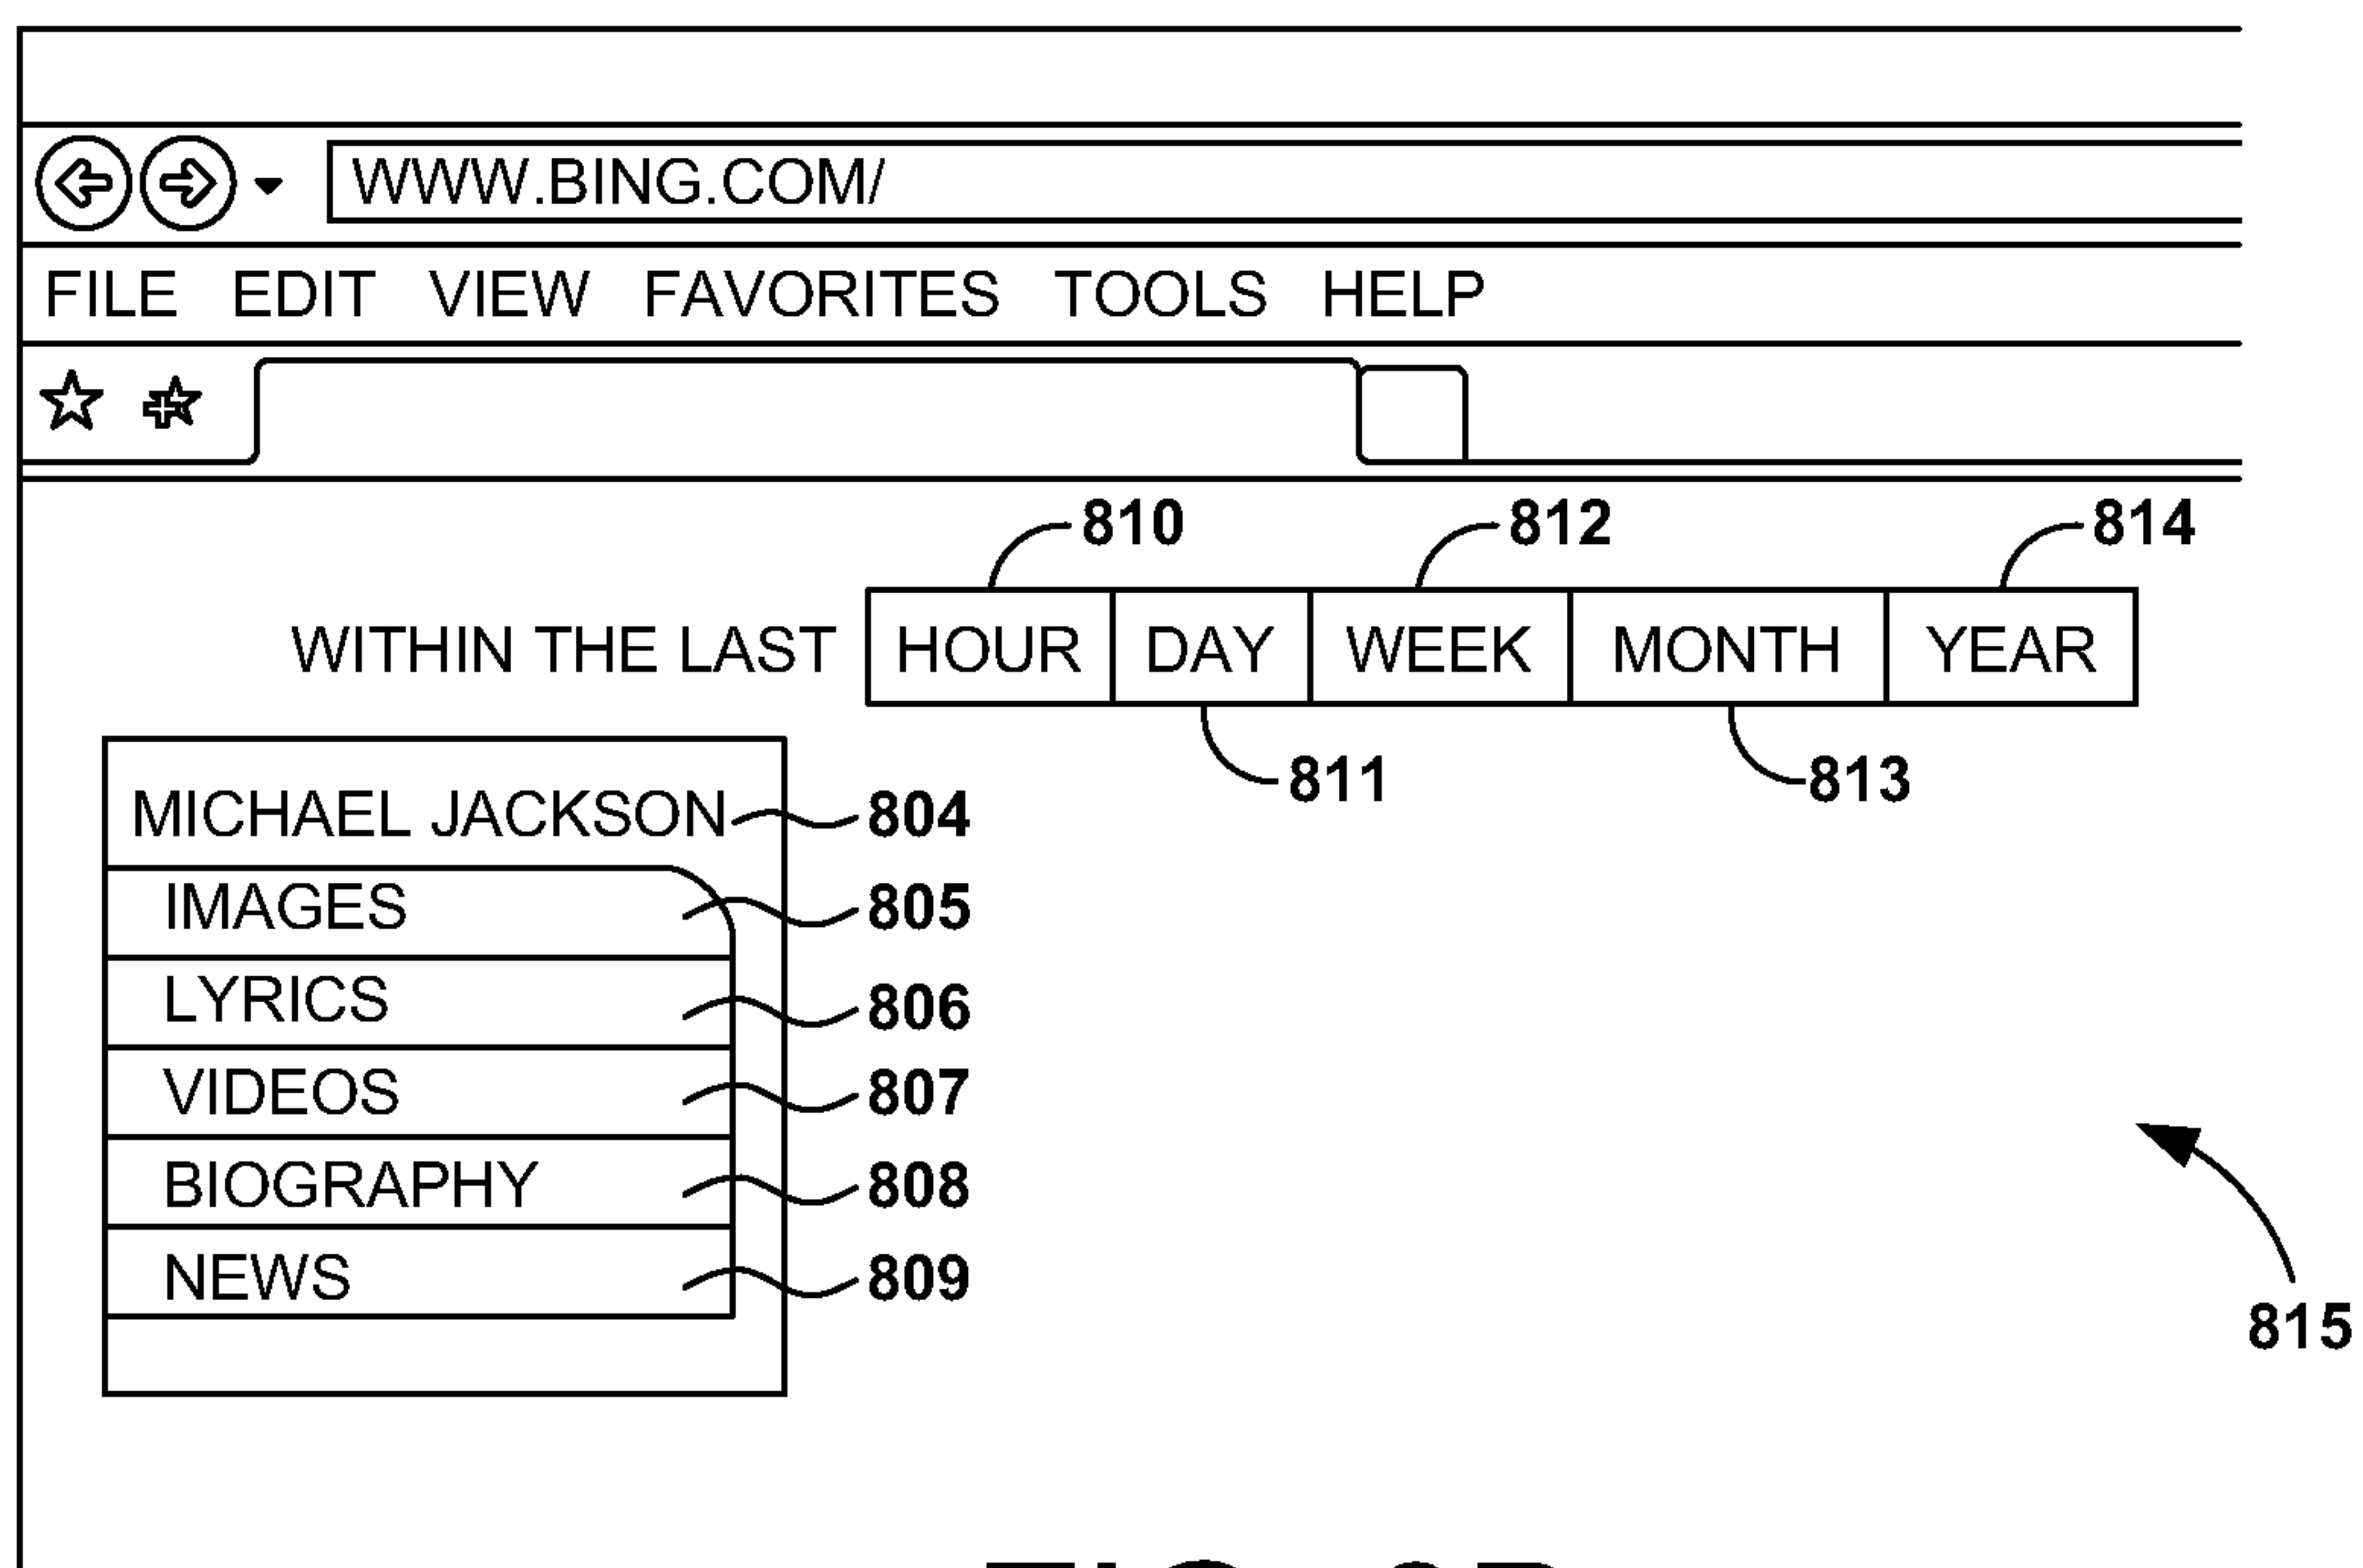 WWW.BING.COM/
FILE EDIT VIEW FAVORITES TOOLS HELP
810 812 814
WITHIN THE LAST HOUR DAY WEEK MONTH YEAR
811 813
MICHAEL JACKSON 804
IMAGES 805
LYRICS 806
VIDEOS 807
BIOGRAPHY 808
NEWS 809
815